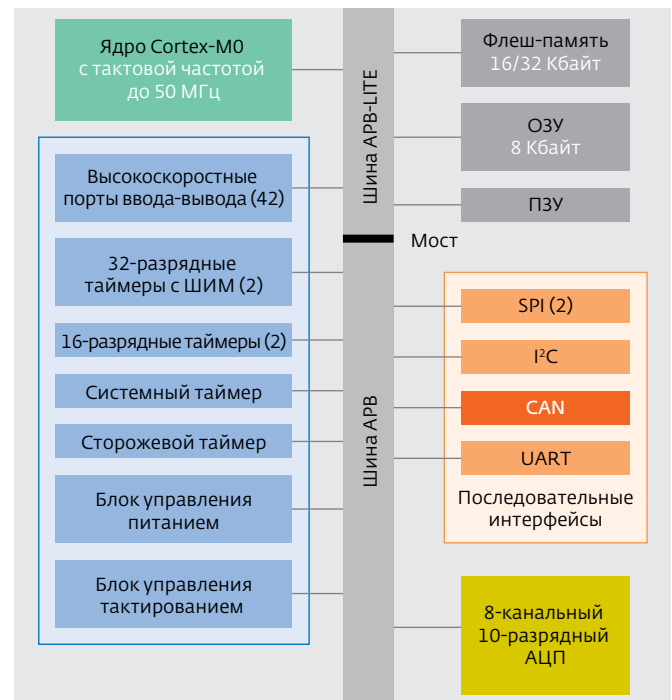 Ядро Cortex-M0
с тактовой частотой
до 50 МГц
Высокоскоростные
порты ввода-вывода (42)
32-разрядные
таймеры с ШИМ (2)
16-разрядные таймеры (2)
Системный таймер
Сторожевой таймер
Блок управления
питанием
Блок управления
тактированием
Шина APB-LITE
Мост
Шина APB
Флеш-память
16/32 Кбайт
ОЗУ
8 Кбайт
ПЗУ
SPI (2)
I²C
CAN
UART
Последовательные
интерфейсы
8-канальный
10-разрядный
АЦП